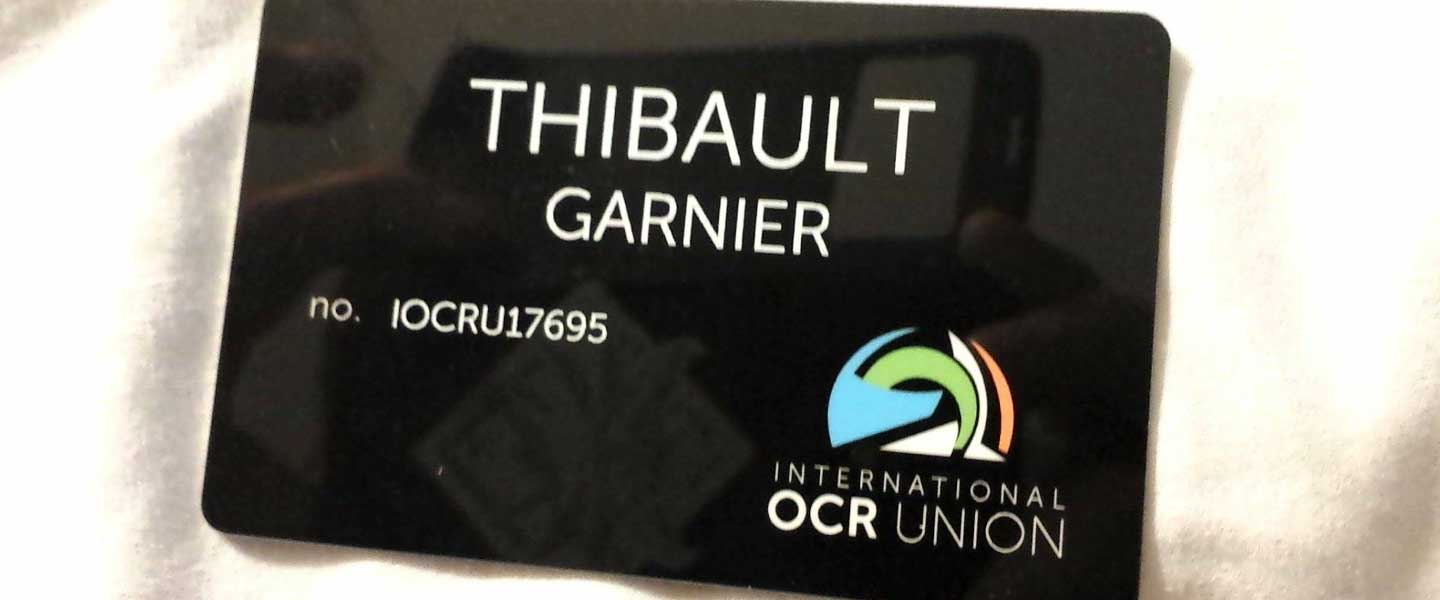 THIBAULT
GARNIER
no. IOCRU17695
INTERNATIONAL
OCR UNION